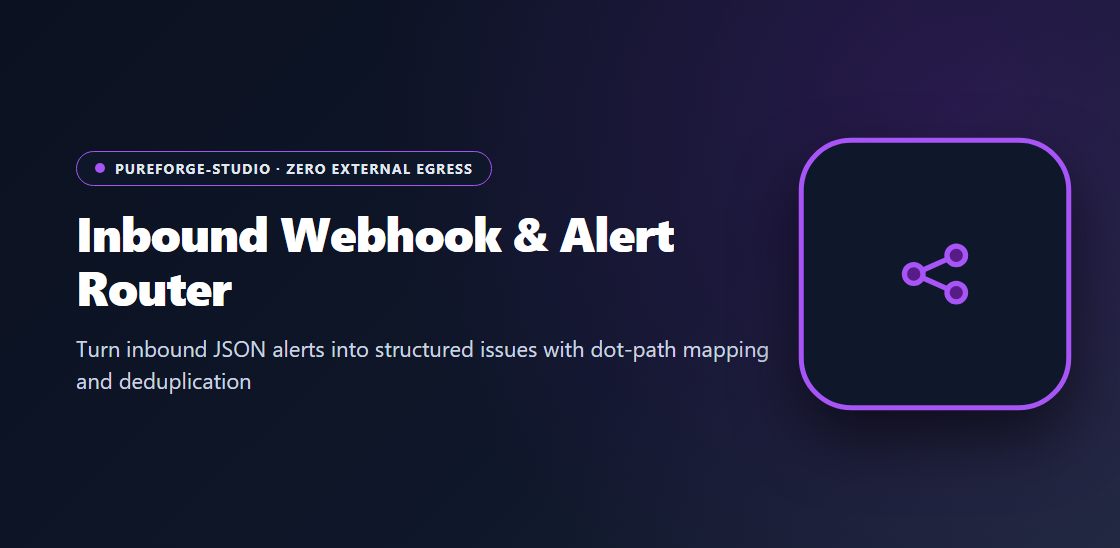 PUREFORGE-STUDIO · ZERO EXTERNAL EGRESS
Inbound Webhook & Alert
Router
Turn inbound JSON alerts into structured issues with dot-path mapping
and deduplication